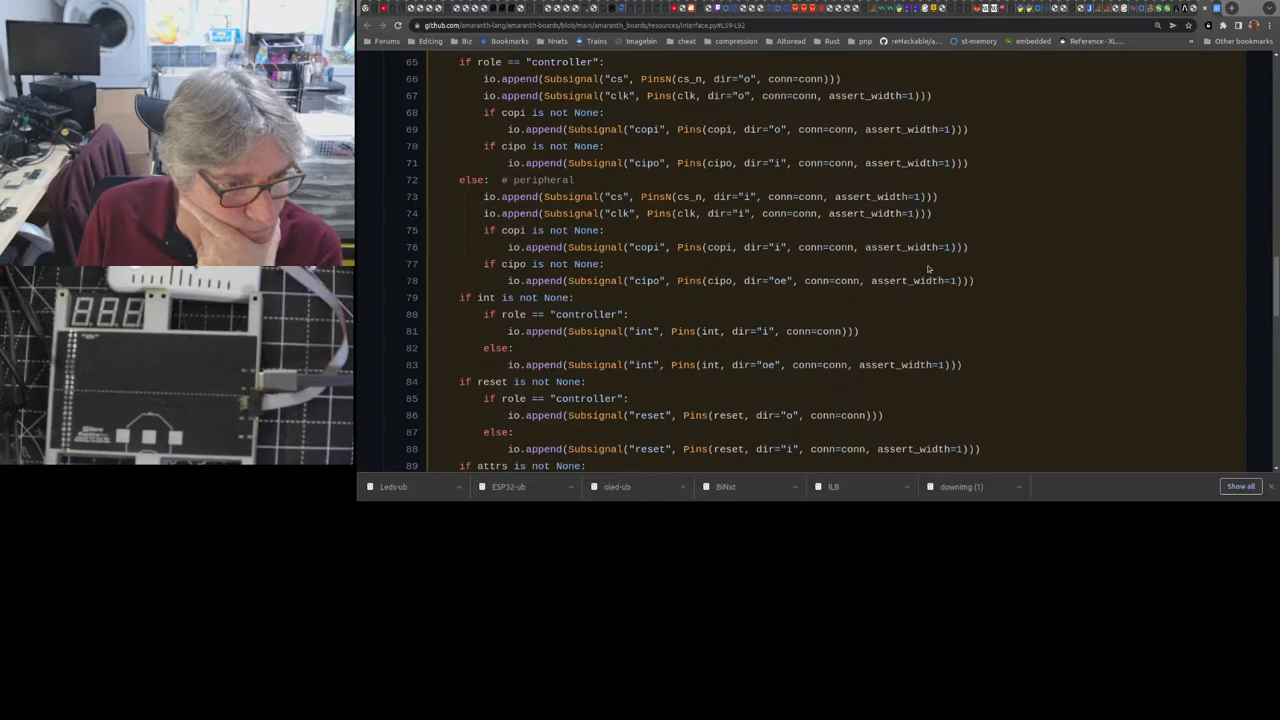 github.com/amaranth-lang/amaranth-boards/blob/main/amaranth_boards/resources/interface.py#L59-L92
Forums Editing Biz Bookmarks Nnets Trains Imagebin cheat compression Altoread Rust pnp reHackable/a... st-memory embedded Reference-XL... » Other bookmarks
65 if role == "controller":
66 io.append(Subsignal("cs", PinsN(cs_n, dir="o", conn=conn)))
67 io.append(Subsignal("clk", Pins(clk, dir="o", conn=conn, assert_width=1)))
68 if copi is not None:
69 io.append(Subsignal("copi", Pins(copi, dir="o", conn=conn, assert_width=1)))
70 if cipo is not None:
71 io.append(Subsignal("cipo", Pins(cipo, dir="i", conn=conn, assert_width=1)))
72 else: # peripheral
73 io.append(Subsignal("cs", PinsN(cs_n, dir="i", conn=conn, assert_width=1)))
74 io.append(Subsignal("clk", Pins(clk, dir="i", conn=conn, assert_width=1)))
75 if copi is not None:
76 io.append(Subsignal("copi", Pins(copi, dir="i", conn=conn, assert_width=1)))
77 if cipo is not None:
78 io.append(Subsignal("cipo", Pins(cipo, dir="oe", conn=conn, assert_width=1)))
79 if int is not None:
80 if role == "controller":
81 io.append(Subsignal("int", Pins(int, dir="i", conn=conn)))
82 else:
83 io.append(Subsignal("int", Pins(int, dir="oe", conn=conn, assert_width=1)))
84 if reset is not None:
85 if role == "controller":
86 io.append(Subsignal("reset", Pins(reset, dir="o", conn=conn)))
87 else:
88 io.append(Subsignal("reset", Pins(reset, dir="i", conn=conn, assert_width=1)))
89 if attrs is not None:
Leds-ub ESP32-ub oled-ub BiNxt ILB downimg (1) Show all